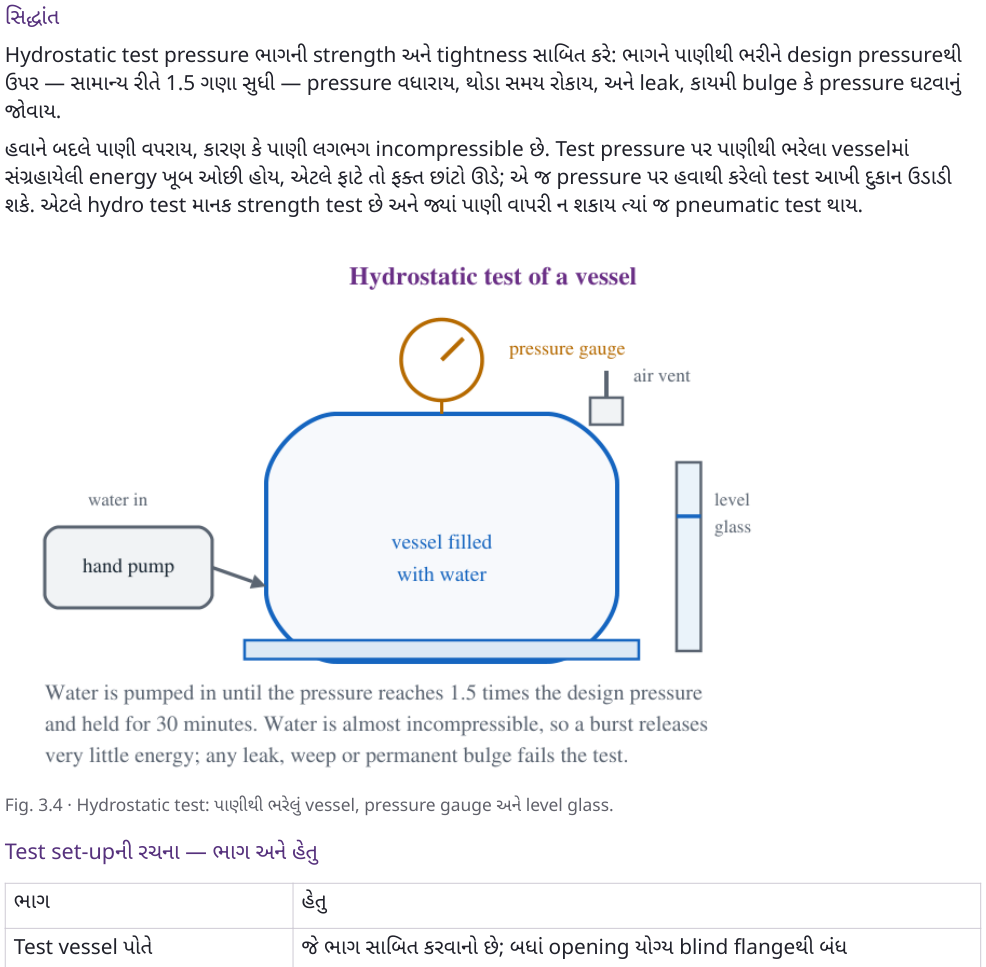 સિદ્ધાંત
Hydrostatic test pressure ભાગની strength અને tightness સાબિત કરે: ભાગને પાણીથી ભરીને design pressureથી
ઉપર — સામાન્ય રીતે 1.5 ગણા સુધી — pressure વધારાય, થોડા સમય રોકાય, અને leak, કાયમી bulge કે pressure ઘટવાનું
જોવાય.
હવાને બદલે પાણી વપરાય, કારણ કે પાણી લગભગ incompressible છે. Test pressure પર પાણીથી ભરેલા vesselમાં
સંગ્રહાયેલી energy ખૂબ ઓછી હોય, એટલે ફાટે તો ફક્ત છાંટો ઊડે; એ જ pressure પર હવાથી કરેલો test આખી દુકાન ઉડાડી
શકે. એટલે hydro test માનક strength test છે અને જ્યાં પાણી વાપરી ન શકાય ત્યાં જ pneumatic test થાય.
Hydrostatic test of a vessel
pressure gauge
air vent
water in
level
glass
hand pump
vessel filled
with water
Water is pumped in until the pressure reaches 1.5 times the design pressure
and held for 30 minutes. Water is almost incompressible, so a burst releases
very little energy; any leak, weep or permanent bulge fails the test.
Fig. 3.4 · Hydrostatic test: પાણીથી ભરેલું vessel, pressure gauge અને level glass.
Test set-upની રચના — ભાગ અને હેતુ
ભાગ હેતુ
Test vessel પોતે જે ભાગ સાબિત કરવાનો છે; બધાં opening યોગ્ય blind flangeથી બંધ